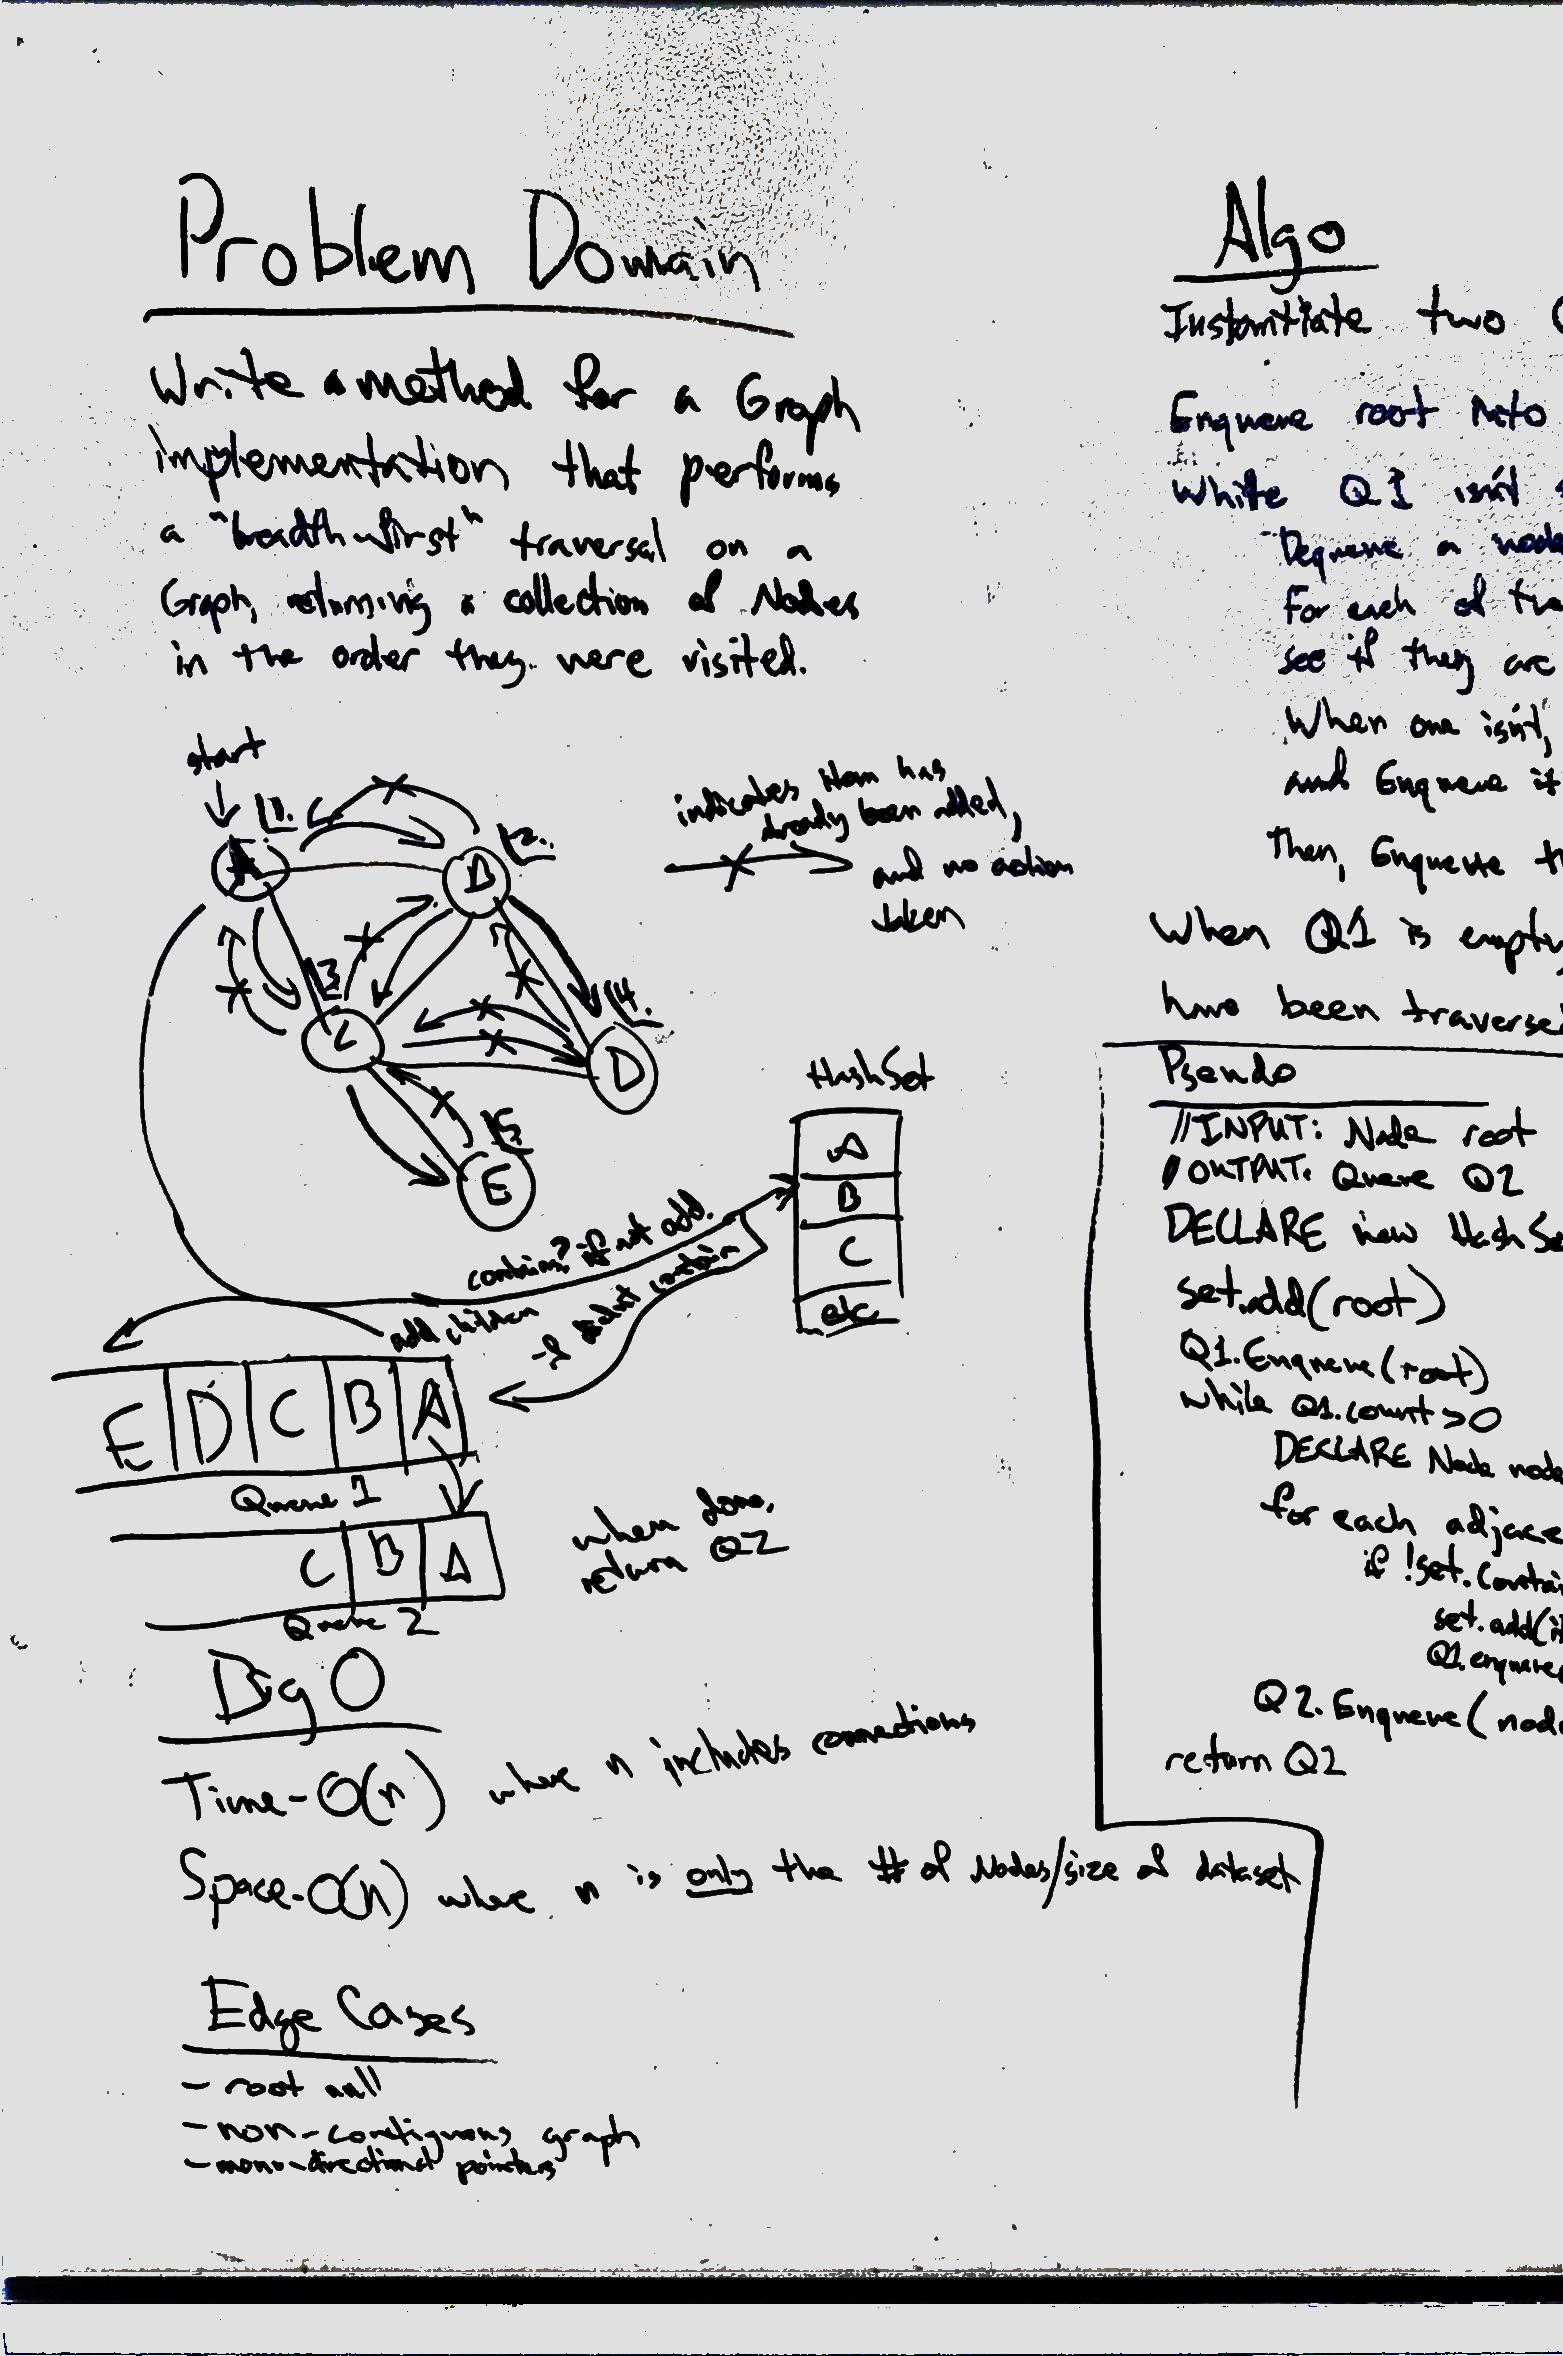 Problem Domain
Write a method for a Graph
implementation that performs
a "breadth-first" traversal on a
Graph, returning a collection of Nodes
in the order they were visited.
start
1.
2.
3
4.
5.
A
B
C
D
E
indicates item has
already been added,
and no action
taken
HashSet
A
B
C
etc
contains? if not add.
add children
if doesn't contain
E D C B A
Queue 1
C B A
Queue 2
when done,
return Q2
Big O
Time - O(n) where n includes connections
Space - O(n) where n is only the # of Nodes/size of dataset
Edge Cases
- root null
- non-contiguous graph
- mono-directional pointers
Algo
Instantiate two
Enqueue root into
While Q1 isn't
Dequeue a node
For each of
see if they are
When one isn't,
and Enqueue it
Then, Enqueue
When Q1 is empty
have been traversed
Pseudo
//INPUT: Node root
//OUTPUT: Queue Q2
DECLARE new HashSe
set.add(root)
Q1.Enqueue(root)
while Q1.count>0
DECLARE Node node
for each adjace
if !set.Contai
set.add(i
Q1.enqueue
Q2.Enqueue(node
return Q2